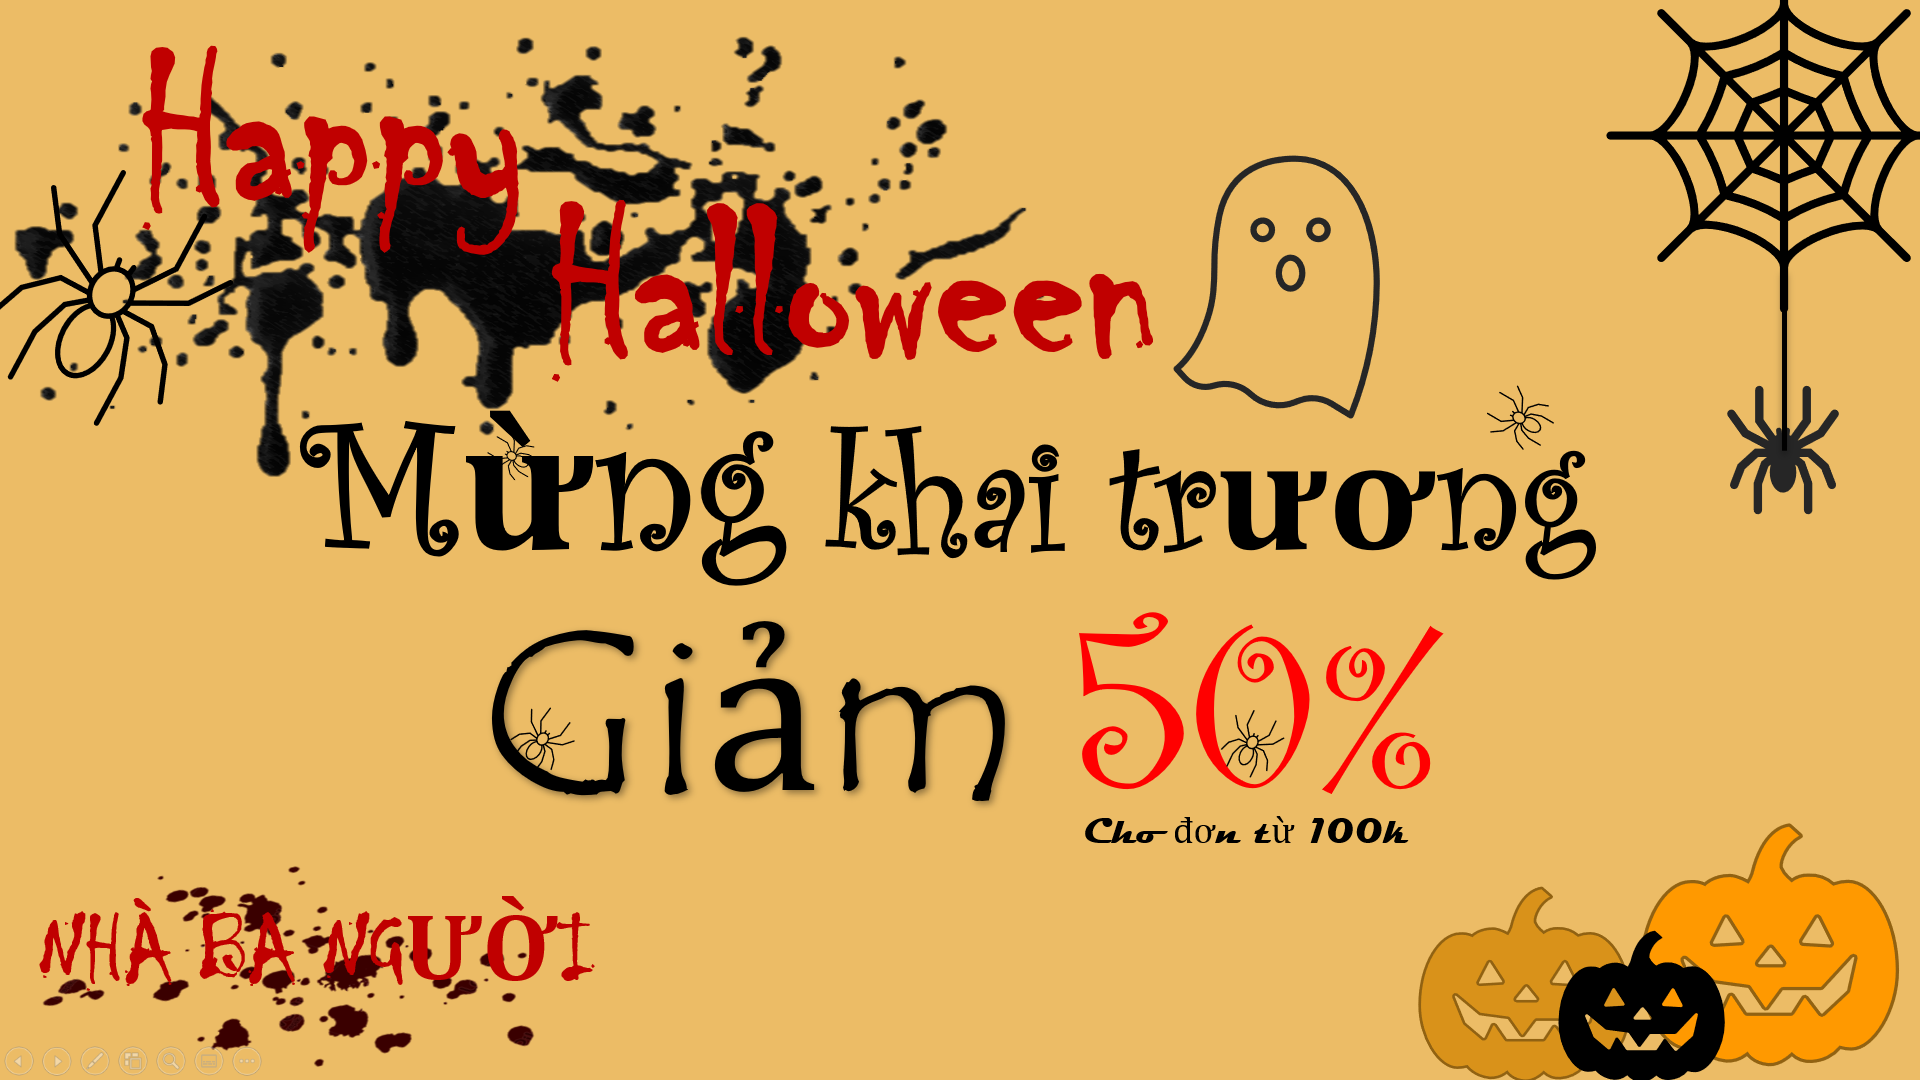 Happy
Halloween
Mừng khai trương
Giảm 50%
Cho đơn từ 100k
NHÀ BA NGƯỜI